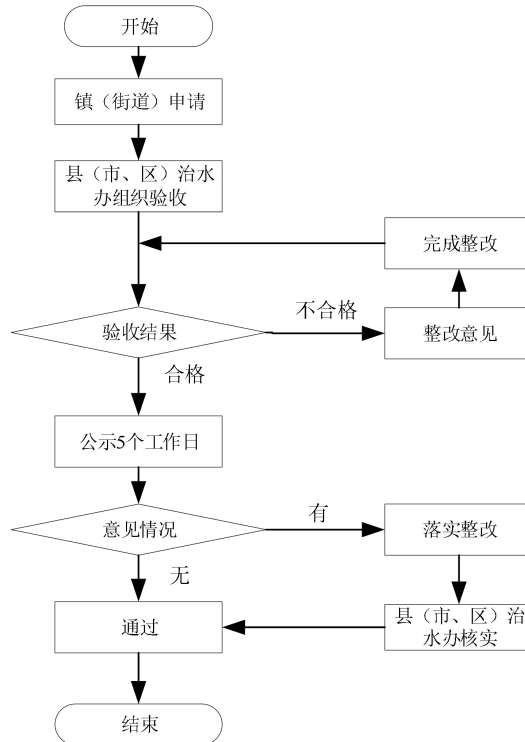 开始
镇（街道）申请
县（市、区）治水
办组织验收
完成整改
验收结果
不合格
整改意见
合格
公示5个工作日
意见情况
有
落实整改
无
通过
县（市、区）治
水办核实
结束